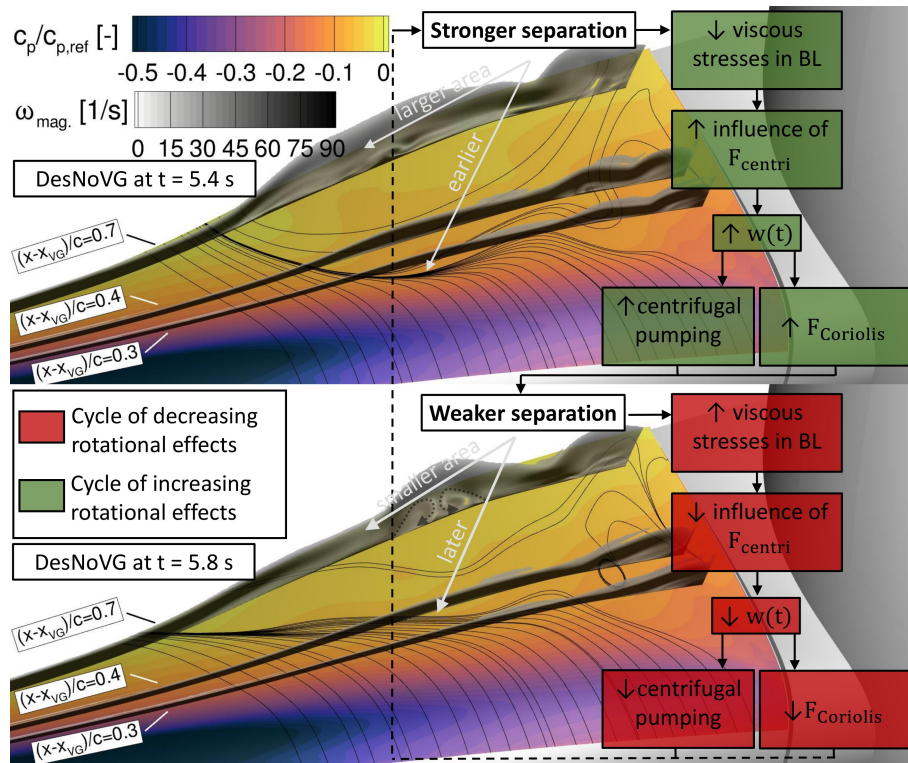 c_p/c_p,ref [-]
-0.5 -0.4 -0.3 -0.2 -0.1 0
ω_mag. [1/s]
0 15 30 45 60 75 90
DesNoVG at t = 5.4 s
(x-x_VG)/c=0.7
(x-x_VG)/c=0.4
(x-x_VG)/c=0.3
larger area
earlier
Stronger separation
↓ viscous
stresses in BL
↑ influence of
F_centri
↑ w(t)
↑ centrifugal
pumping
↑ F_Coriolis
Cycle of decreasing
rotational effects
Cycle of increasing
rotational effects
DesNoVG at t = 5.8 s
(x-x_VG)/c=0.7
(x-x_VG)/c=0.4
(x-x_VG)/c=0.3
smaller area
later
Weaker separation
↑ viscous
stresses in BL
↓ influence of
F_centri
↓ w(t)
↓ centrifugal
pumping
↓ F_Coriolis